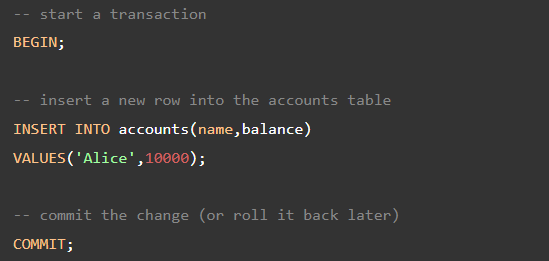 -- start a transaction
BEGIN;
-- insert a new row into the accounts table
INSERT INTO accounts(name,balance)
VALUES('Alice',10000);
-- commit the change (or roll it back later)
COMMIT;